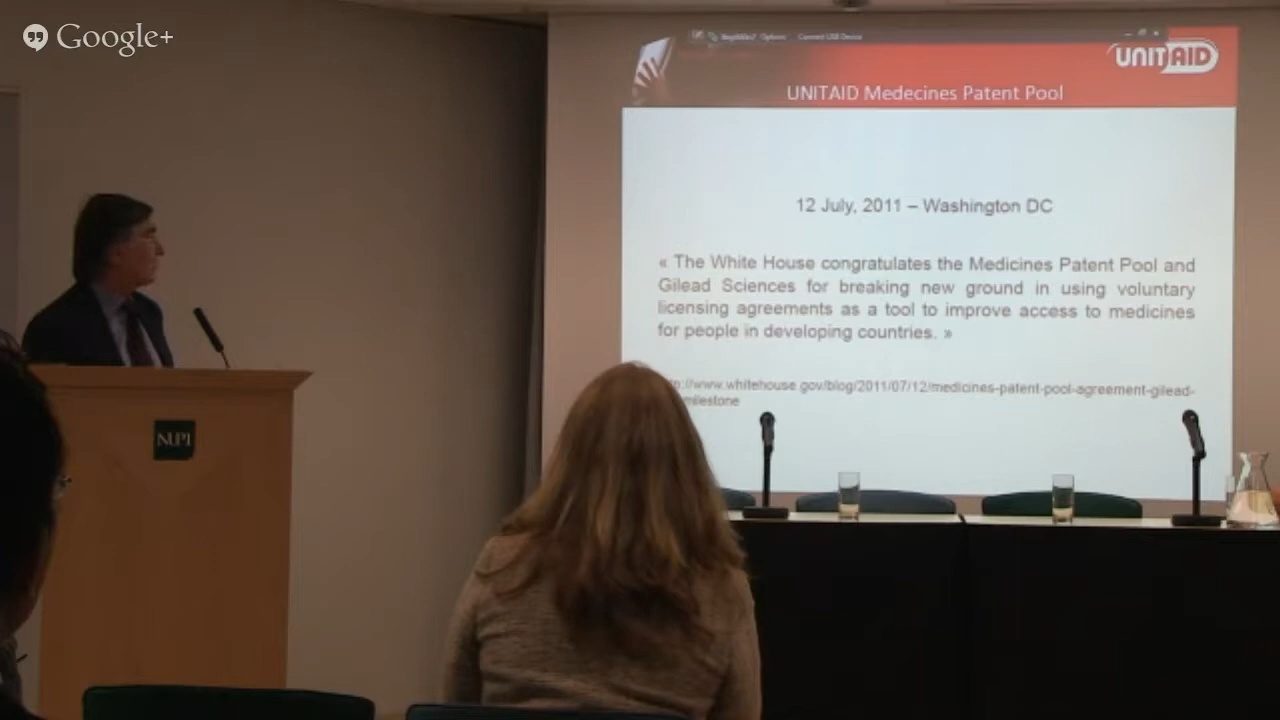 Google+
UNITAID
UNITAID Medecines Patent Pool
12 July, 2011 – Washington DC
« The White House congratulates the Medicines Patent Pool and
Gilead Sciences for breaking new ground in using voluntary
licensing agreements as a tool to improve access to medicines
for people in developing countries. »
://www.whitehouse.gov/blog/2011/07/12/medicines-patent-pool-agreement-gilead-
milestone
NUPI